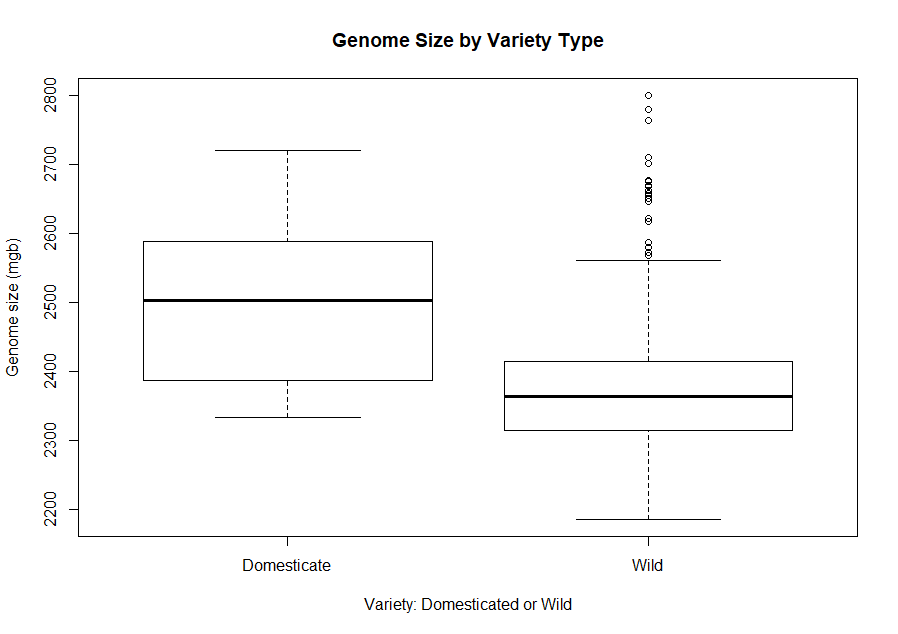 Genome Size by Variety Type
Genome size (mgb)
2800
2700
2600
2500
2400
2300
2200
Domesticate
Wild
Variety: Domesticated or Wild